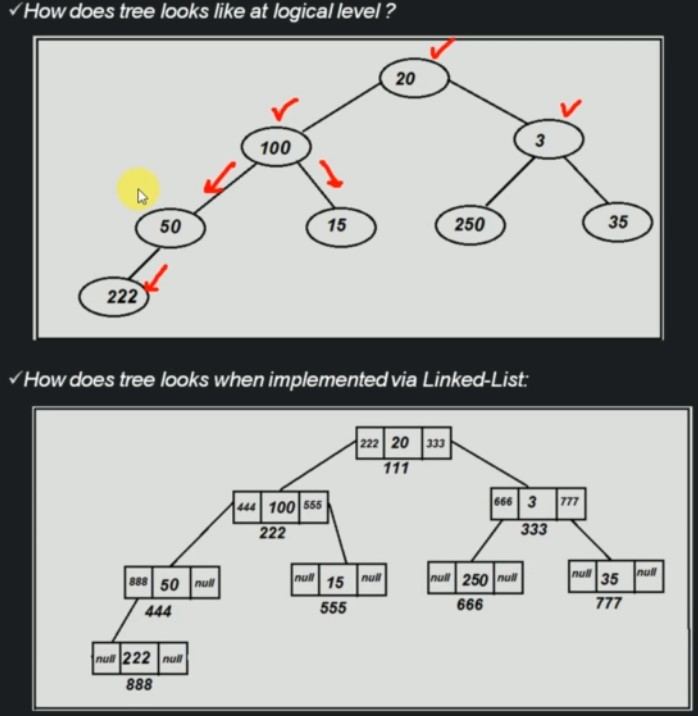 ✓How does tree looks like at logical level ?
20
100
3
50
15
250
35
222
✓How does tree looks when implemented via Linked-List:
222 20 333
111
444 100 555
222
666 3 777
333
888 50 null
444
null 15 null
555
null 250 null
666
null 35 null
777
null 222 null
888